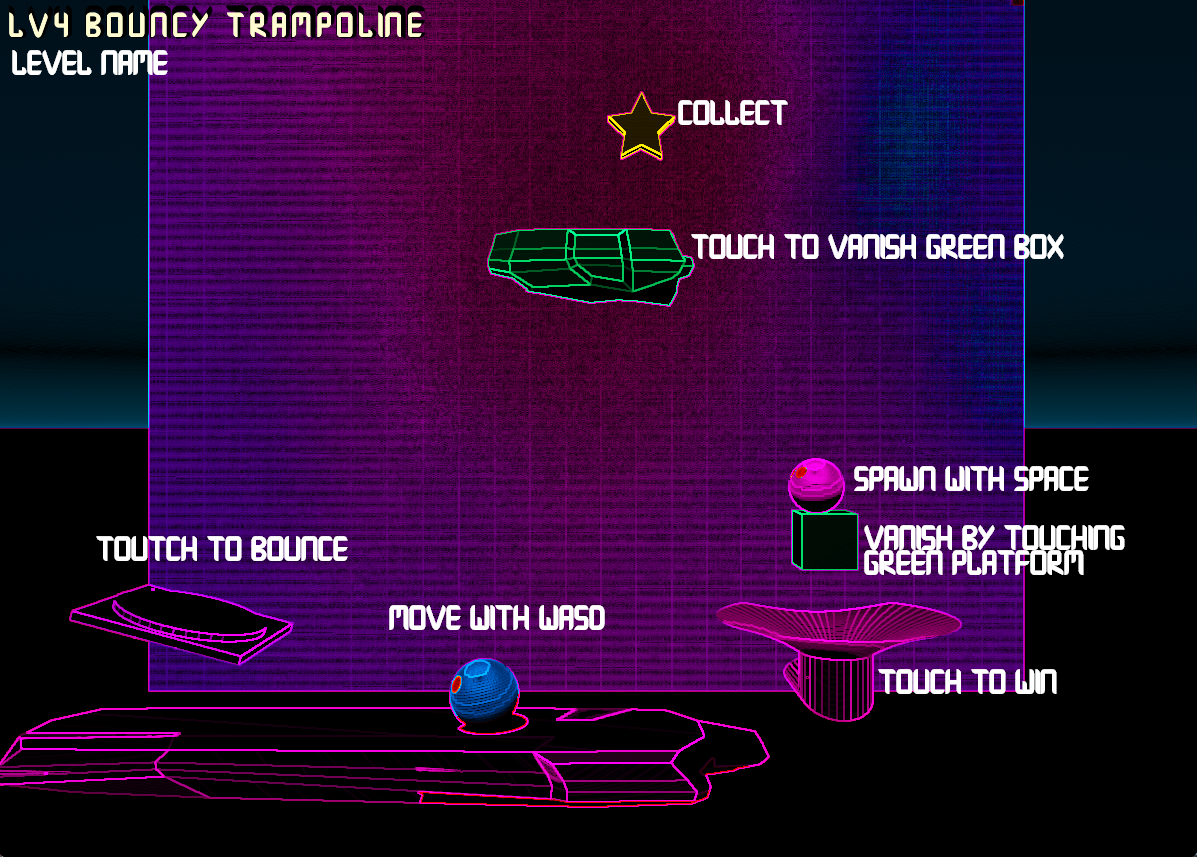 LV4 BOUNCY TRAMPOLINE
LEVEL NAME
COLLECT
TOUCH TO VANISH GREEN BOX
SPAWN WITH SPACE
VANISH BY TOUCHING
GREEN PLATFORM
TOUTCH TO BOUNCE
MOVE WITH WASD
TOUCH TO WIN